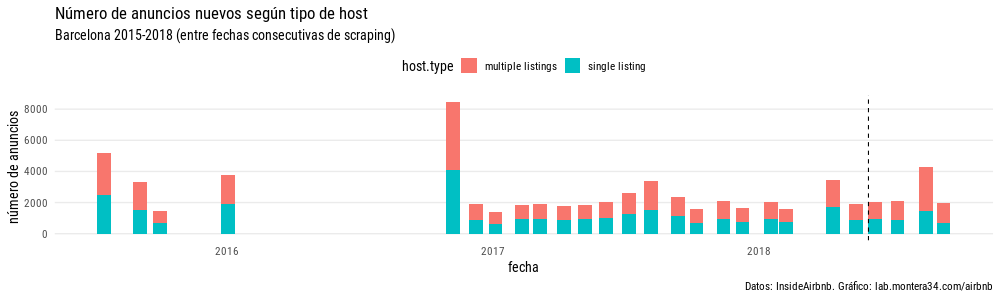 Número de anuncios nuevos según tipo de host
Barcelona 2015-2018 (entre fechas consecutivas de scraping)
host.type multiple listings single listing
número de anuncios
8000
6000
4000
2000
0
2016 2017 2018
fecha
Datos: InsideAirbnb. Gráfico: lab.montera34.com/airbnb